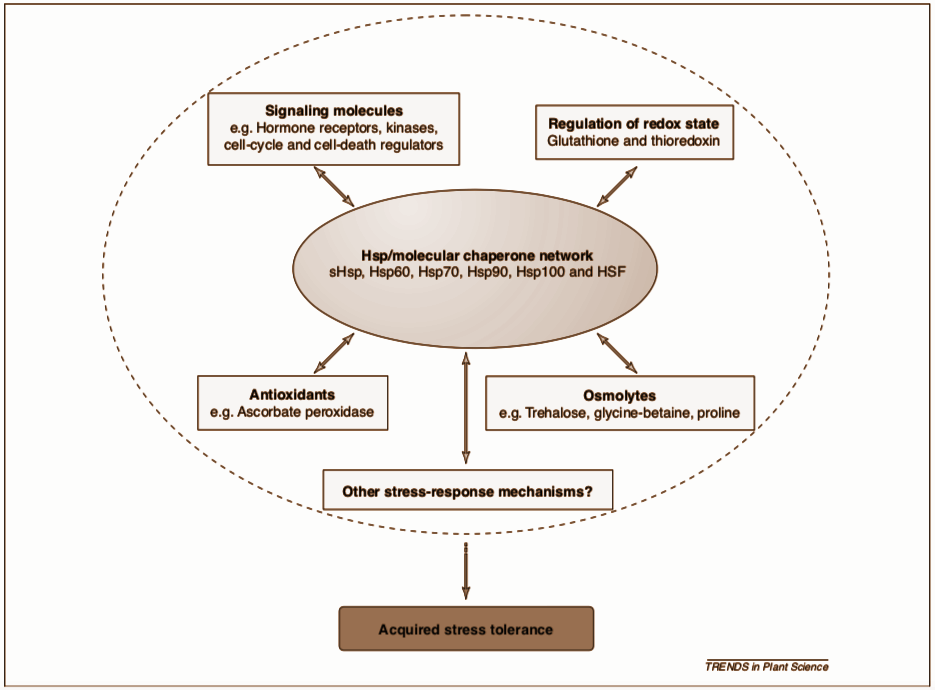 Signaling molecules
e.g. Hormone receptors, kinases,
cell-cycle and cell-death regulators
Regulation of redox state
Glutathione and thioredoxin
Hsp/molecular chaperone network
sHsp, Hsp60, Hsp70, Hsp90, Hsp100 and HSF
Antioxidants
e.g. Ascorbate peroxidase
Osmolytes
e.g. Trehalose, glycine-betaine, proline
Other stress-response mechanisms?
Acquired stress tolerance
TRENDS in Plant Science